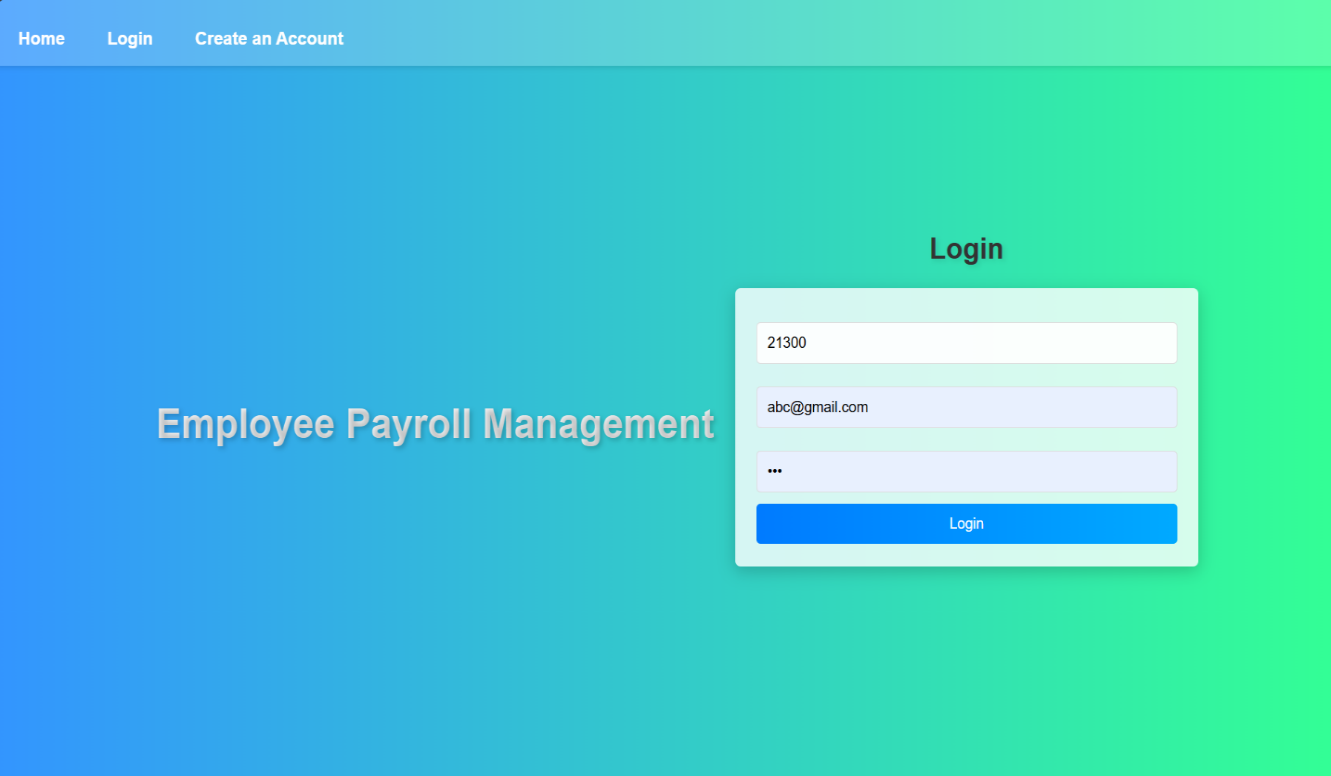 Home Login Create an Account
Login
21300
abc@gmail.com
Employee Payroll Management
•••
Login